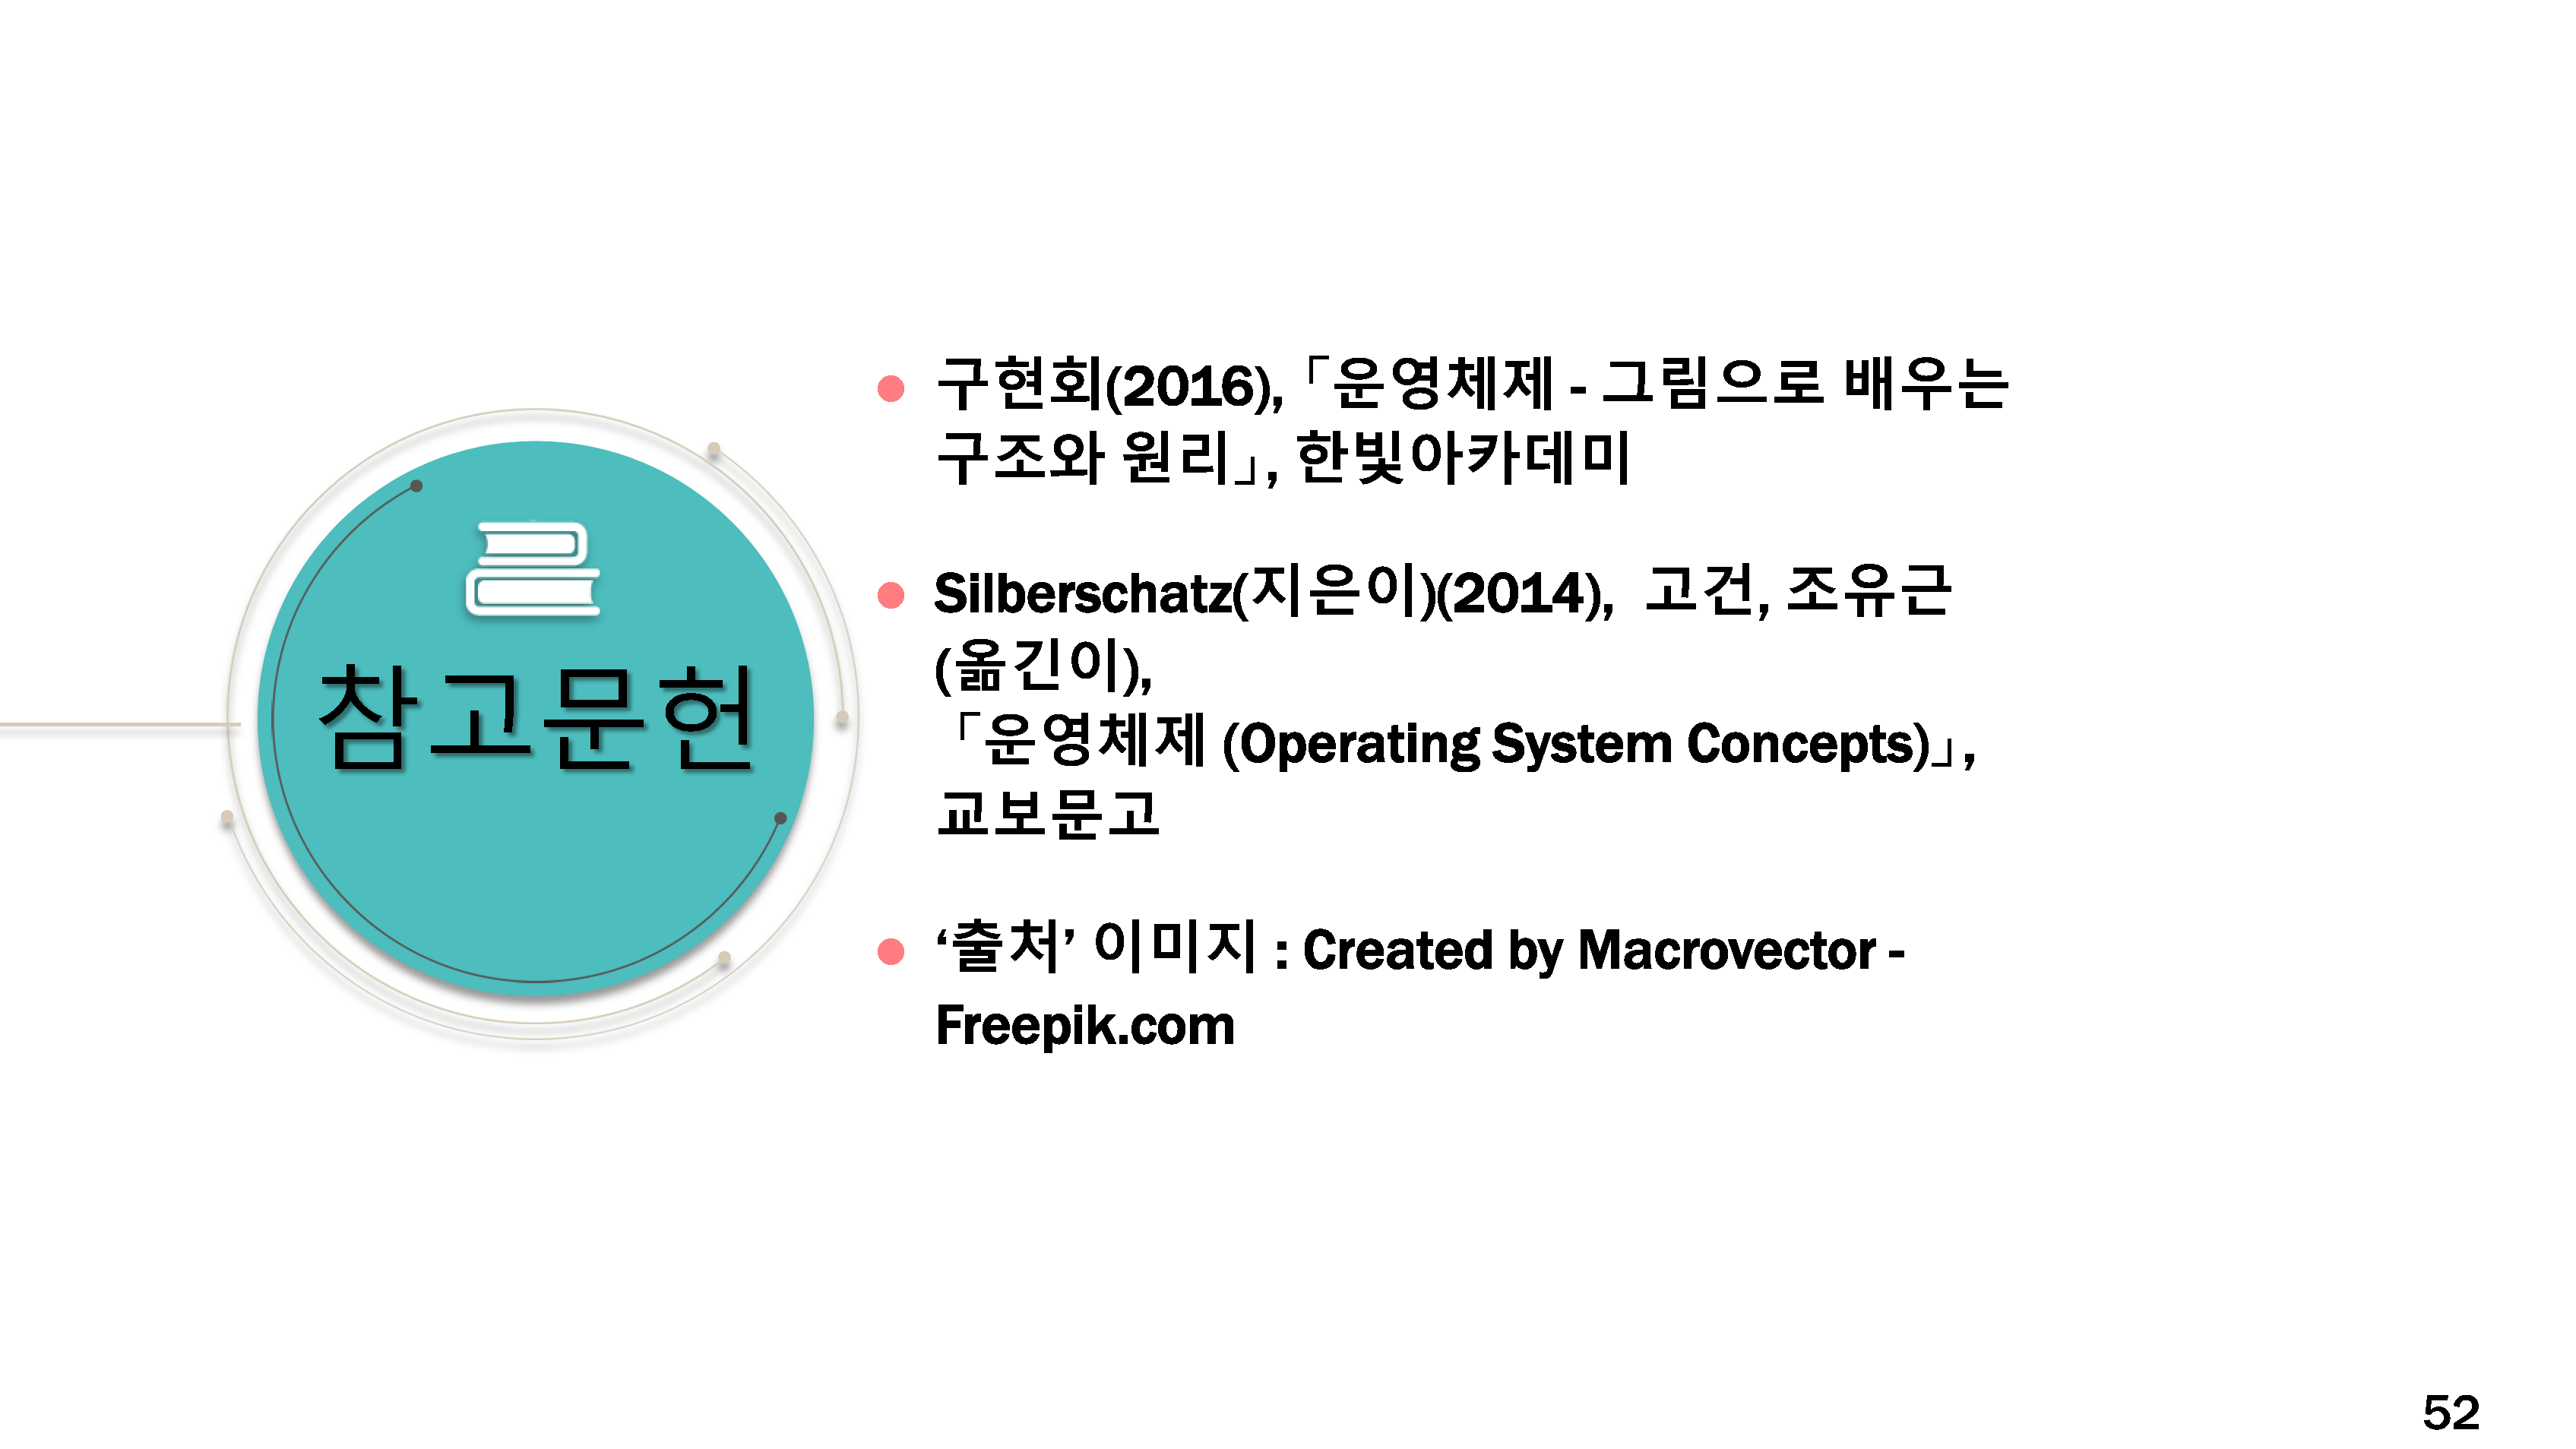 참고문헌
구현회(2016), 「운영체제 - 그림으로 배우는
구조와 원리」, 한빛아카데미
Silberschatz(지은이)(2014), 고건, 조유근
(옮긴이),
「운영체제 (Operating System Concepts)」,
교보문고
‘출처’ 이미지 : Created by Macrovector -
Freepik.com
52